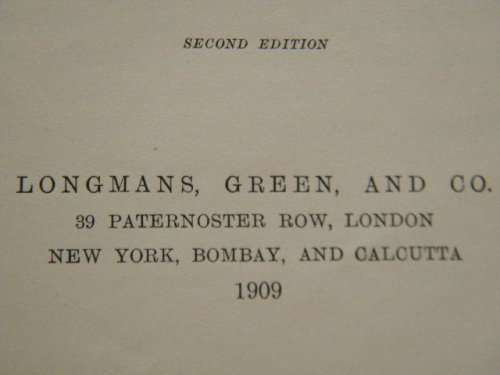 SECOND EDITION
LONGMANS, GREEN, AND CO.
39 PATERNOSTER ROW, LONDON
NEW YORK, BOMBAY, AND CALCUTTA
1909